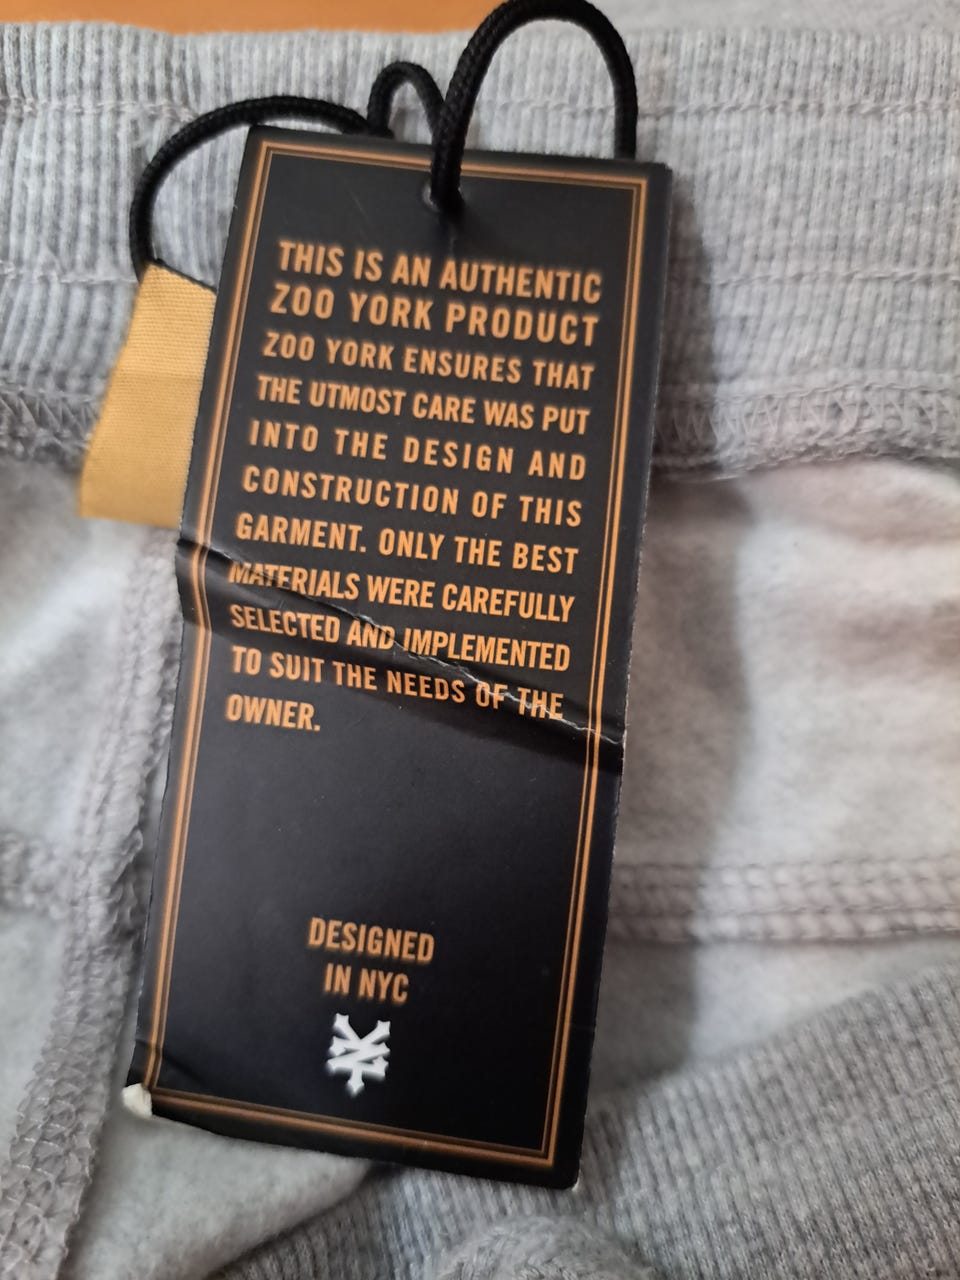 THIS IS AN AUTHENTIC
ZOO YORK PRODUCT
ZOO YORK ENSURES THAT
THE UTMOST CARE WAS PUT
INTO THE DESIGN AND
CONSTRUCTION OF THIS
GARMENT. ONLY THE BEST
MATERIALS WERE CAREFULLY
SELECTED AND IMPLEMENTED
TO SUIT THE NEEDS OF THE
OWNER.
DESIGNED
IN NYC